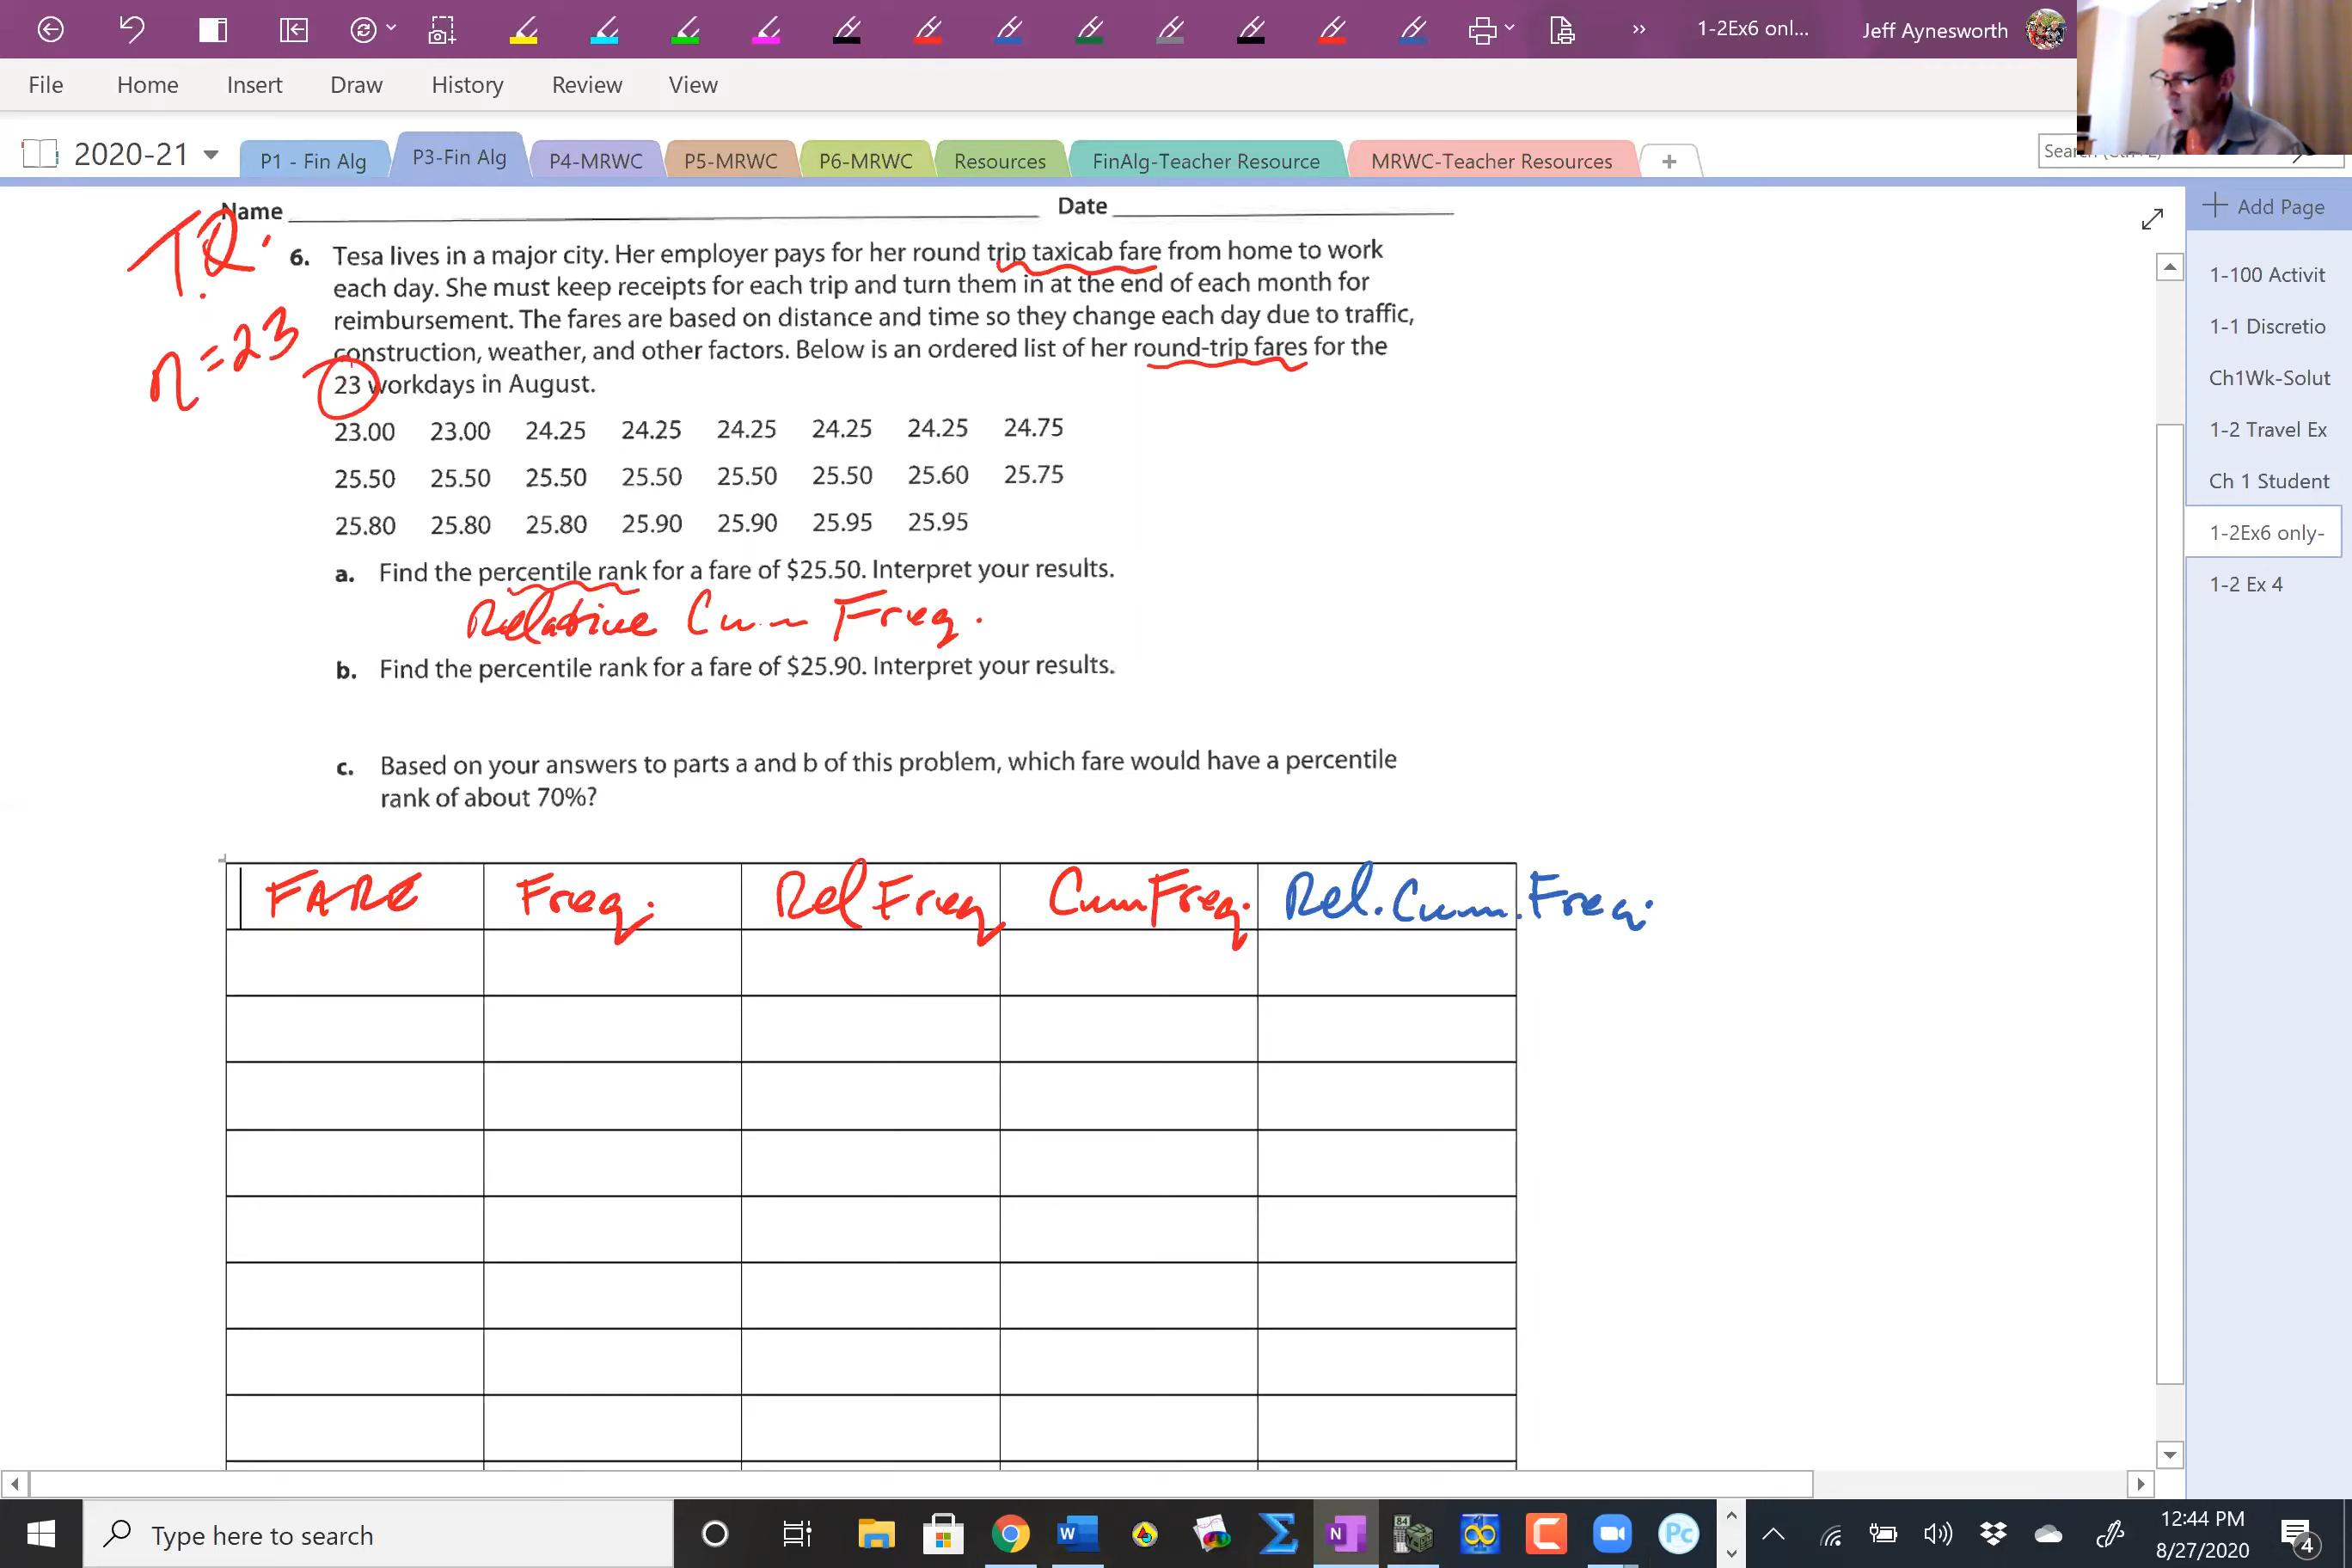 1-2Ex6 onl...
Jeff Aynesworth
File Home Insert Draw History Review View
2020-21
P1 - Fin Alg
P3-Fin Alg
P4-MRWC
P5-MRWC
P6-MRWC
Resources
FinAlg-Teacher Resource
MRWC-Teacher Resources
Add Page
1-100 Activit
1-1 Discretio
Ch1Wk-Solut
1-2 Travel Ex
Ch 1 Student
1-2Ex6 only-
1-2 Ex 4
Name Date
n=23
6. Tesa lives in a major city. Her employer pays for her round trip taxicab fare from home to work
each day. She must keep receipts for each trip and turn them in at the end of each month for
reimbursement. The fares are based on distance and time so they change each day due to traffic,
construction, weather, and other factors. Below is an ordered list of her round-trip fares for the
23 workdays in August.
23.00 23.00 24.25 24.25 24.25 24.25 24.25 24.75
25.50 25.50 25.50 25.50 25.50 25.50 25.60 25.75
25.80 25.80 25.80 25.90 25.90 25.95 25.95
a. Find the percentile rank for a fare of $25.50. Interpret your results.
Relative Cum Freq.
b. Find the percentile rank for a fare of $25.90. Interpret your results.
c. Based on your answers to parts a and b of this problem, which fare would have a percentile
rank of about 70%?
FARE Freq. Rel Freq Cum Freq. Rel. Cum. Freq.
Type here to search
12:44 PM
8/27/2020
4